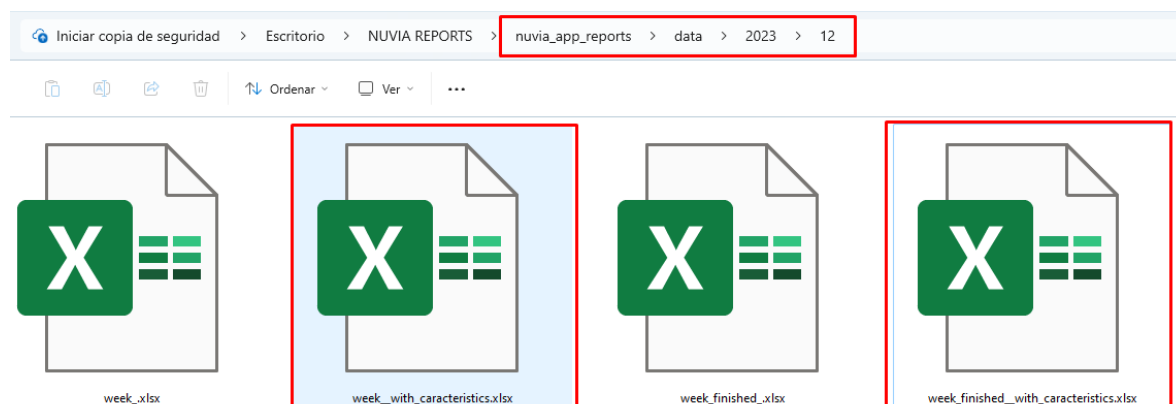 Iniciar copia de seguridad > Escritorio > NUVIA REPORTS > nuvia_app_reports > data > 2023 > 12
Ordenar Ver ...
X X X X
week_.xlsx week__with_caracteristics.xlsx week_finished_.xlsx week_finished__with_caracteristics.xlsx